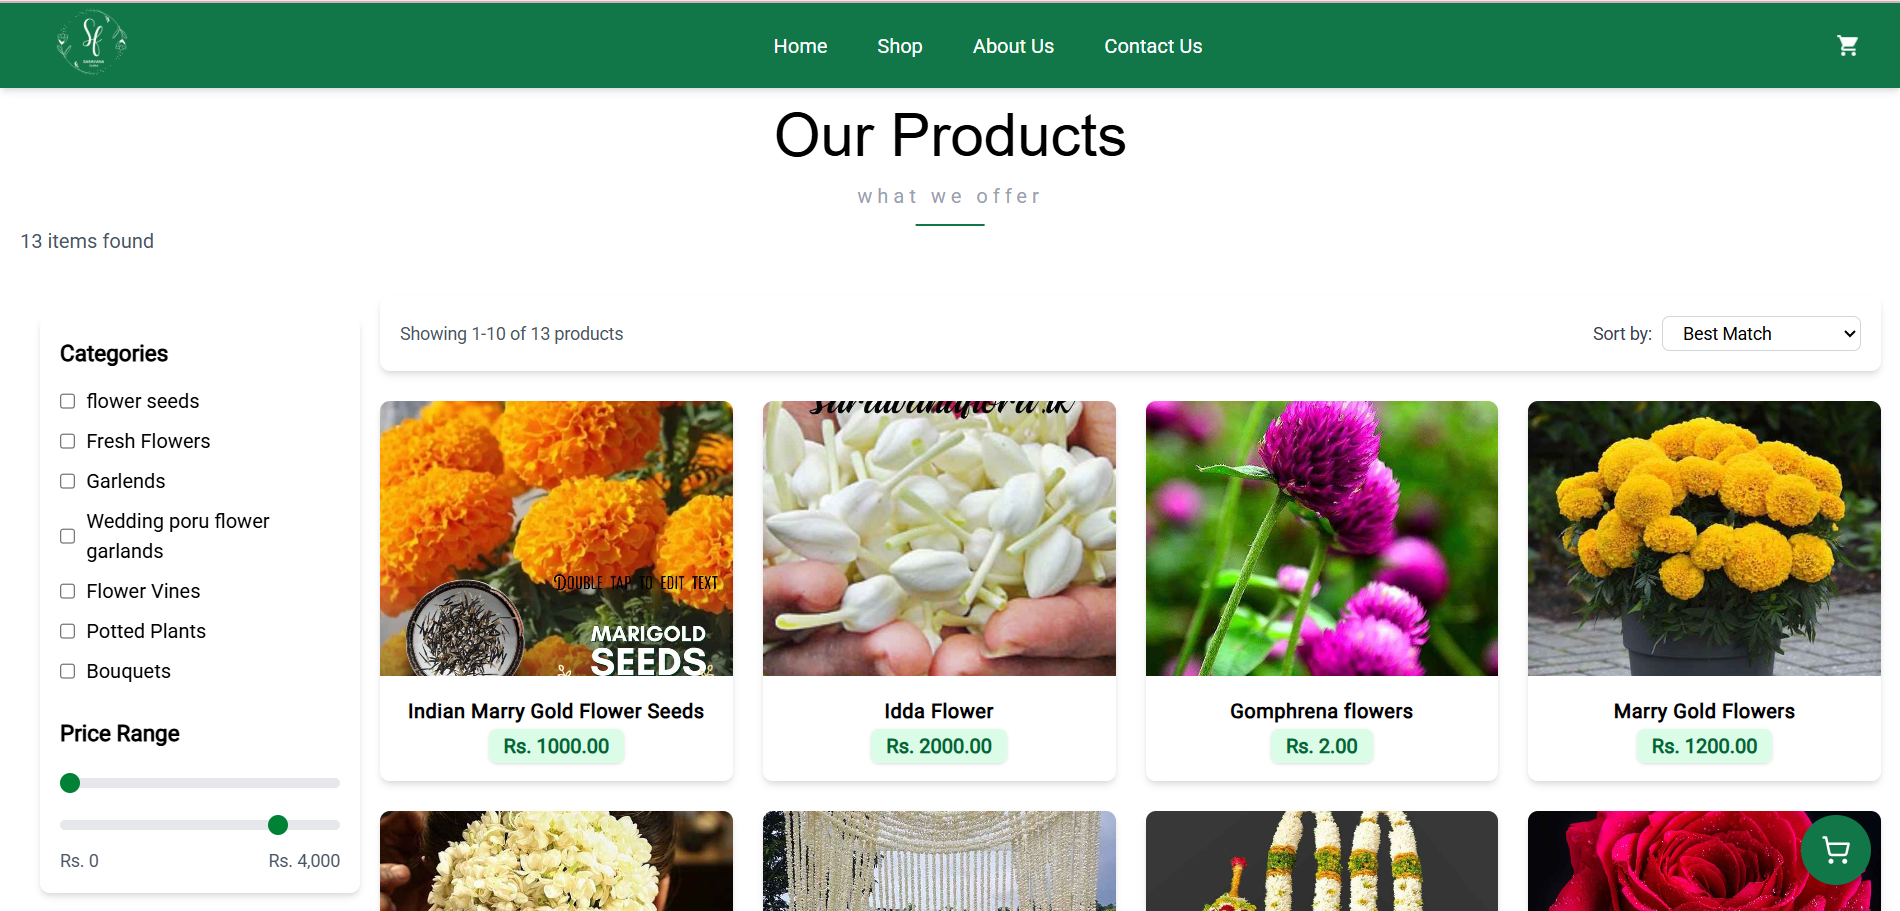 Sf
Home
Shop
About Us
Contact Us
Our Products
what we offer
13 items found
Categories
flower seeds
Fresh Flowers
Garlends
Wedding poru flower
garlands
Flower Vines
Potted Plants
Bouquets
Price Range
Rs. 0
Rs. 4,000
Showing 1-10 of 13 products
Sort by:
Best Match
DOUBLE TAP TO EDIT TEXT
MARIGOLD
SEEDS
Indian Marry Gold Flower Seeds
Rs. 1000.00
Idda Flower
Rs. 2000.00
Gomphrena flowers
Rs. 2.00
Marry Gold Flowers
Rs. 1200.00